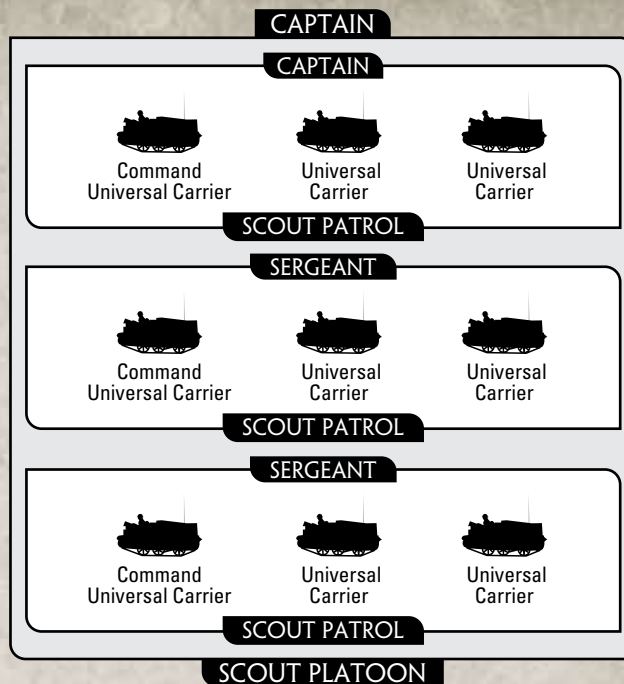 CAPTAIN
CAPTAIN
Command
Universal Carrier
Universal
Carrier
Universal
Carrier
SCOUT PATROL
SERGEANT
Command
Universal Carrier
Universal
Carrier
Universal
Carrier
SCOUT PATROL
SERGEANT
Command
Universal Carrier
Universal
Carrier
Universal
Carrier
SCOUT PATROL
SCOUT PLATOON